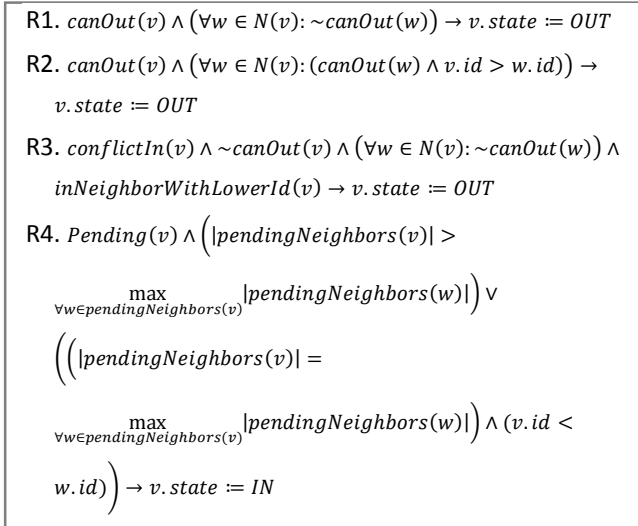 R1. canOut(v) ∧ (∀w ∈ N(v): ~canOut(w)) → v. state ≔ OUT
R2. canOut(v) ∧ (∀w ∈ N(v): (canOut(w) ∧ v. id > w. id)) →
v. state ≔ OUT
R3. conflictIn(v) ∧ ~canOut(v) ∧ (∀w ∈ N(v): ~canOut(w)) ∧
inNeighborWithLowerId(v) → v. state ≔ OUT
R4. Pending(v) ∧ (|pendingNeighbors(v)| >
max
∀w∈pendingNeighbors(v)
|pendingNeighbors(w)|) ∨
((|pendingNeighbors(v)| =
max
∀w∈pendingNeighbors(v)
|pendingNeighbors(w)|) ∧ (v. id <
w. id)) → v. state ≔ IN